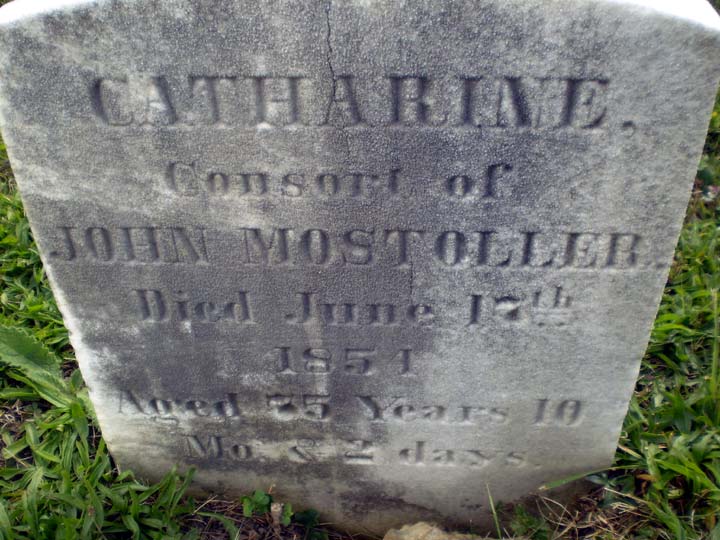 CATHARINE,
Consort of
JOHN MOSTOLLER.
Died June 17th
1851
Aged 75 Years 10
Mo. & 2 days.